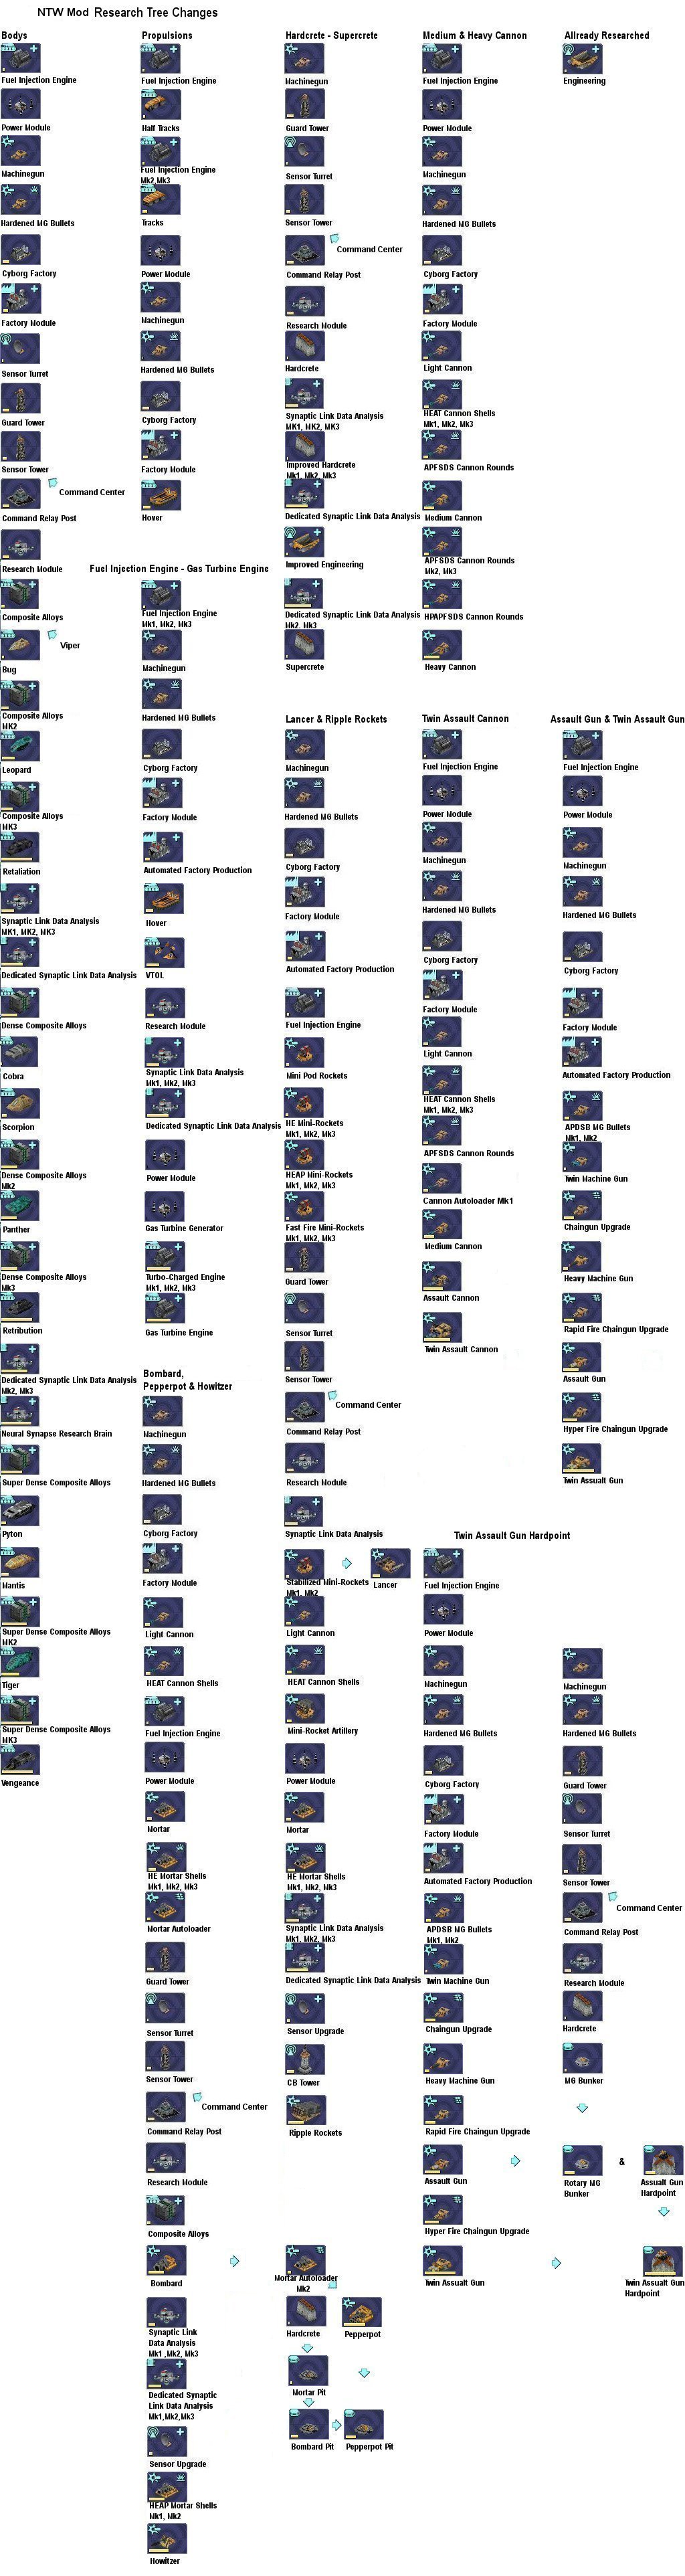 NTW Mod Research Tree Changes
Bodys
Fuel Injection Engine
Power Module
Machinegun
Hardened MG Bullets
Cyborg Factory
Factory Module
Sensor Turret
Guard Tower
Sensor Tower
Command Center
Command Relay Post
Research Module
Composite Alloys
Viper
Bug
Composite Alloys
MK2
Leopard
Composite Alloys
MK3
Retaliation
Synaptic Link Data Analysis
MK1, MK2, MK3
Dedicated Synaptic Link Data Analysis
Dense Composite Alloys
Cobra
Scorpion
Dense Composite Alloys
Mk2
Panther
Dense Composite Alloys
Mk3
Retribution
Dedicated Synaptic Link Data Analysis
Mk2, Mk3
Neural Synapse Research Brain
Super Dense Composite Alloys
Pyton
Mantis
Super Dense Composite Alloys
MK2
Tiger
Super Dense Composite Alloys
MK3
Vengeance
Propulsions
Fuel Injection Engine
Half Tracks
Fuel Injection Engine
Mk2,Mk3
Tracks
Power Module
Machinegun
Hardened MG Bullets
Cyborg Factory
Factory Module
Hover
Fuel Injection Engine - Gas Turbine Engine
Fuel Injection Engine
Mk1, Mk2, Mk3
Machinegun
Hardened MG Bullets
Cyborg Factory
Factory Module
Automated Factory Production
Hover
VTOL
Research Module
Synaptic Link Data Analysis
Mk1, Mk2, Mk3
Dedicated Synaptic Link Data Analysis
Power Module
Gas Turbine Generator
Turbo-Charged Engine
Mk1, Mk2, Mk3
Gas Turbine Engine
Bombard,
Pepperpot & Howitzer
Machinegun
Hardened MG Bullets
Cyborg Factory
Factory Module
Light Cannon
HEAT Cannon Shells
Fuel Injection Engine
Power Module
Mortar
HE Mortar Shells
Mk1, Mk2, Mk3
Mortar Autoloader
Guard Tower
Sensor Turret
Sensor Tower
Command Center
Command Relay Post
Research Module
Composite Alloys
Bombard
Synaptic Link
Data Analysis
Mk1 ,Mk2, Mk3
Dedicated Synaptic
Link Data Analysis
Mk1,Mk2,Mk3
Sensor Upgrade
HEAP Mortar Shells
Mk1, Mk2
Howitzer
Hardcrete - Supercrete
Machinegun
Guard Tower
Sensor Turret
Sensor Tower
Command Center
Command Relay Post
Research Module
Hardcrete
Synaptic Link Data Analysis
MK1, MK2, MK3
Improved Hardcrete
Mk1, Mk2, Mk3
Dedicated Synaptic Link Data Analysis
Improved Engineering
Dedicated Synaptic Link Data Analysis
Mk2, Mk3
Supercrete
Lancer & Ripple Rockets
Machinegun
Hardened MG Bullets
Cyborg Factory
Factory Module
Automated Factory Production
Fuel Injection Engine
Mini Pod Rockets
HE Mini-Rockets
Mk1, Mk2, Mk3
HEAP Mini-Rockets
Mk1, Mk2, Mk3
Fast Fire Mini-Rockets
Mk1, Mk2, Mk3
Guard Tower
Sensor Turret
Sensor Tower
Command Center
Command Relay Post
Research Module
Synaptic Link Data Analysis
Stabilized Mini-Rockets
Mk1, Mk2
Lancer
Light Cannon
HEAT Cannon Shells
Mini-Rocket Artillery
Power Module
Mortar
HE Mortar Shells
Mk1, Mk2, Mk3
Synaptic Link Data Analysis
Mk1, Mk2, Mk3
Dedicated Synaptic Link Data Analysis
Sensor Upgrade
CB Tower
Ripple Rockets
Mortar Autoloader
Mk2
Hardcrete
Pepperpot
Mortar Pit
Bombard Pit
Pepperpot Pit
Medium & Heavy Cannon
Fuel Injection Engine
Power Module
Machinegun
Hardened MG Bullets
Cyborg Factory
Factory Module
Light Cannon
HEAT Cannon Shells
Mk1, Mk2, Mk3
APFSDS Cannon Rounds
Medium Cannon
APFSDS Cannon Rounds
Mk2, Mk3
HPAPFSDS Cannon Rounds
Heavy Cannon
Twin Assault Cannon
Fuel Injection Engine
Power Module
Machinegun
Hardened MG Bullets
Cyborg Factory
Factory Module
Light Cannon
HEAT Cannon Shells
Mk1, Mk2, Mk3
APFSDS Cannon Rounds
Cannon Autoloader Mk1
Medium Cannon
Assault Cannon
Twin Assault Cannon
Allready Researched
Engineering
Assault Gun & Twin Assault Gun
Fuel Injection Engine
Power Module
Machinegun
Hardened MG Bullets
Cyborg Factory
Factory Module
Automated Factory Production
APDSB MG Bullets
Mk1, Mk2
Twin Machine Gun
Chaingun Upgrade
Heavy Machine Gun
Rapid Fire Chaingun Upgrade
Assault Gun
Hyper Fire Chaingun Upgrade
Twin Assualt Gun
Twin Assault Gun Hardpoint
Fuel Injection Engine
Power Module
Machinegun
Hardened MG Bullets
Cyborg Factory
Factory Module
Automated Factory Production
APDSB MG Bullets
Mk1, Mk2
Twin Machine Gun
Chaingun Upgrade
Heavy Machine Gun
Rapid Fire Chaingun Upgrade
Assault Gun
Hyper Fire Chaingun Upgrade
Twin Assualt Gun
Machinegun
Hardened MG Bullets
Guard Tower
Sensor Turret
Sensor Tower
Command Center
Command Relay Post
Research Module
Hardcrete
MG Bunker
Rotary MG
Bunker
&
Assualt Gun
Hardpoint
Twin Assualt Gun
Hardpoint